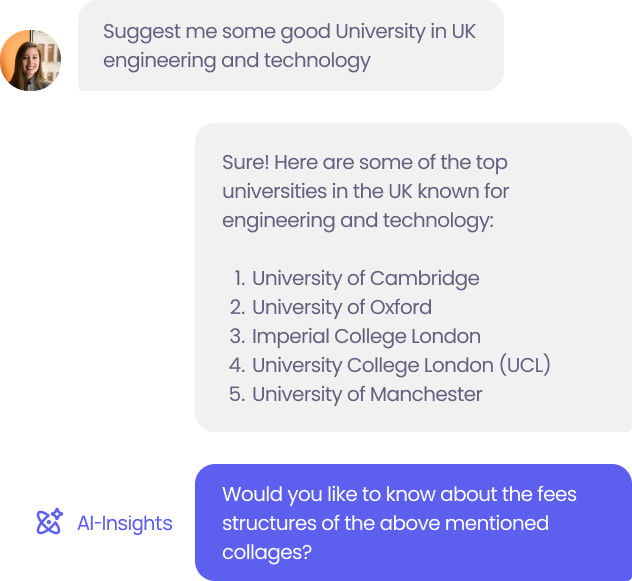 Suggest me some good University in UK
engineering and technology
Sure! Here are some of the top
universities in the UK known for
engineering and technology:
1. University of Cambridge
2. University of Oxford
3. Imperial College London
4. University College London (UCL)
5. University of Manchester
AI-Insights
Would you like to know about the fees
structures of the above mentioned
collages?